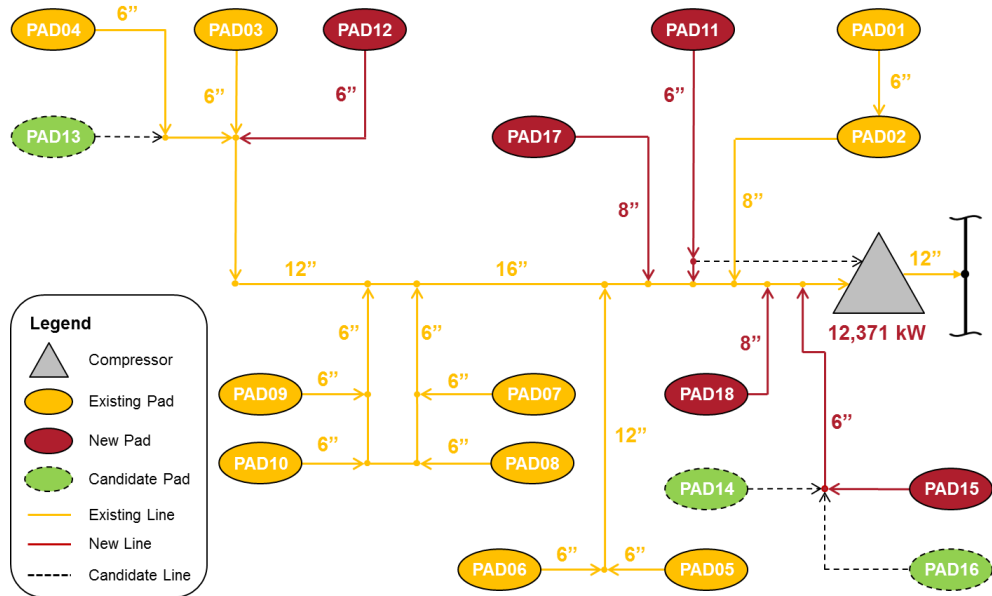 6”
PAD04 PAD03 PAD12 PAD11 PAD01
6” 6” 6” 6”
PAD13 PAD17 PAD02
8” 8”
12” 16” 12”
12,371 kW
Legend
Compressor
Existing Pad
New Pad
Candidate Pad
Existing Line
New Line
Candidate Line
6” 6” 8”
PAD09 6” 6” PAD07 PAD18
12” 6”
PAD10 6” 6” PAD08
PAD14 PAD15
6” 6”
PAD06 PAD05 PAD16